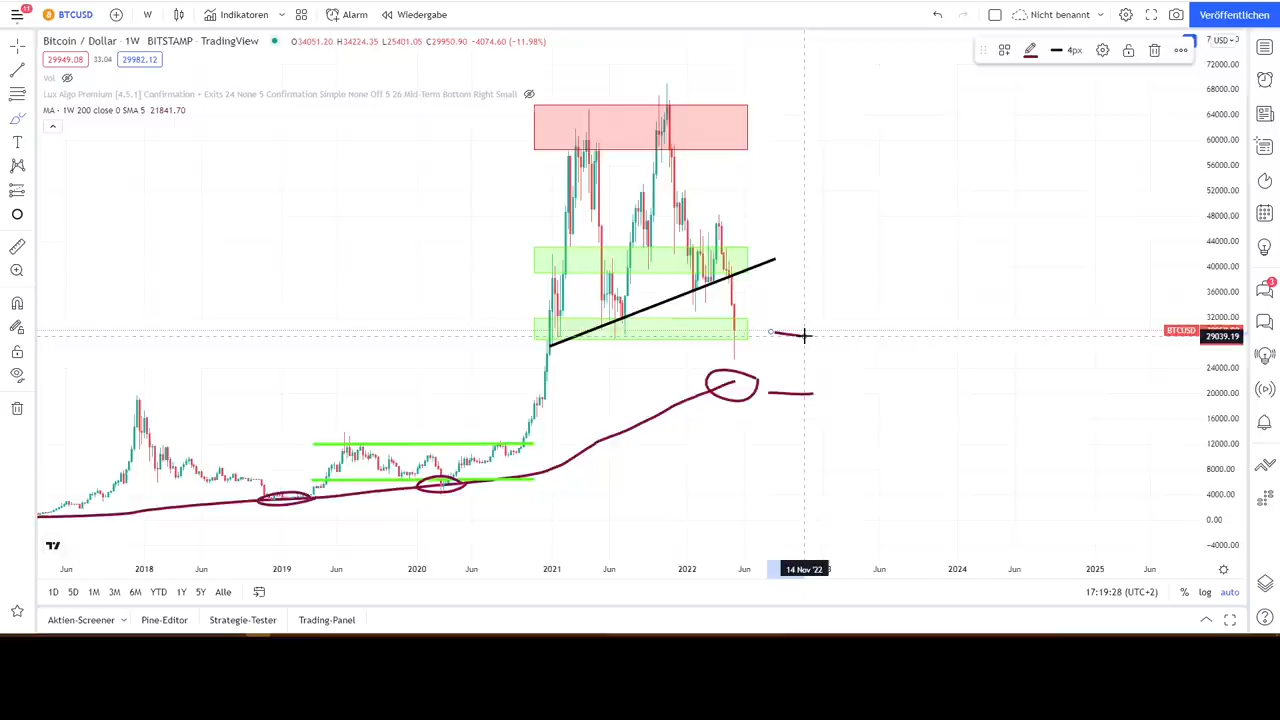 11
BTCUSD
W
Indikatoren
Alarm
Wiedergabe
Nicht benannt
Veröffentlichen
Bitcoin / Dollar · 1W · BITSTAMP · TradingView
O34051.20 H34224.35 L25401.05 C29950.90 −4074.60 (−11.98%)
29949.08 33.04 29982.12
Vol
Lux Algo Premium [4.5.1] Confirmation + Exits 24 None 5 Confirmation Simple None Off 5 26 Mid-Term Bottom Right Small
MA · 1W 200 close 0 SMA 5 21841.70
4px
USD
72000.00
68000.00
64000.00
60000.00
56000.00
52000.00
48000.00
44000.00
40000.00
36000.00
32000.00
BTCUSD
29039.19
24000.00
20000.00
16000.00
12000.00
8000.00
4000.00
0.00
−4000.00
3
Jun 2018 Jun 2019 Jun 2020 Jun 2021 Jun 2022 Jun 14 Nov '22 Jun 2024 Jun 2025 Jun
1D 5D 1M 3M 6M YTD 1Y 5Y Alle
17:19:28 (UTC+2) % log auto
Aktien-Screener Pine-Editor Strategie-Tester Trading-Panel